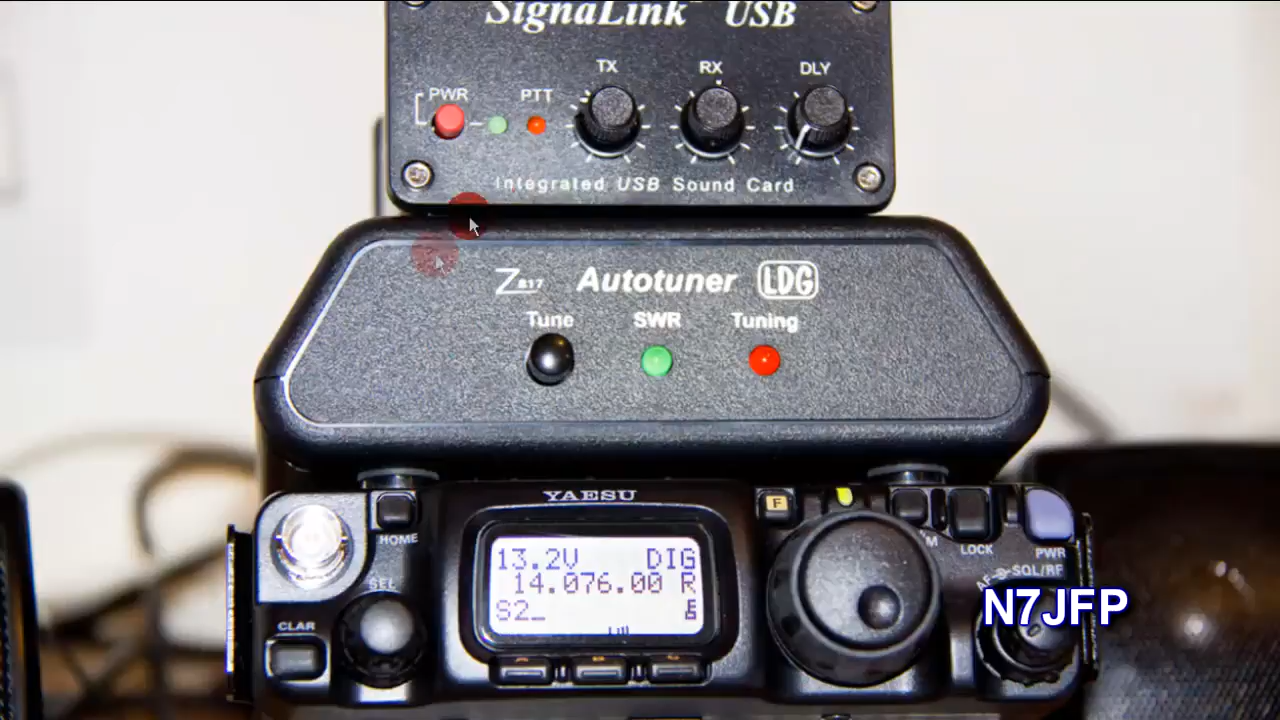 SignaLink USB
TX RX DLY
PWR PTT
Integrated USB Sound Card
Z817 Autotuner LDG
Tune SWR Tuning
YAESU
F
HOME
LOCK
PWR
SEL
AF-SQL/RF
13.2V DIG
14.076.00 R
S2
CLAR
N7JFP
A B C